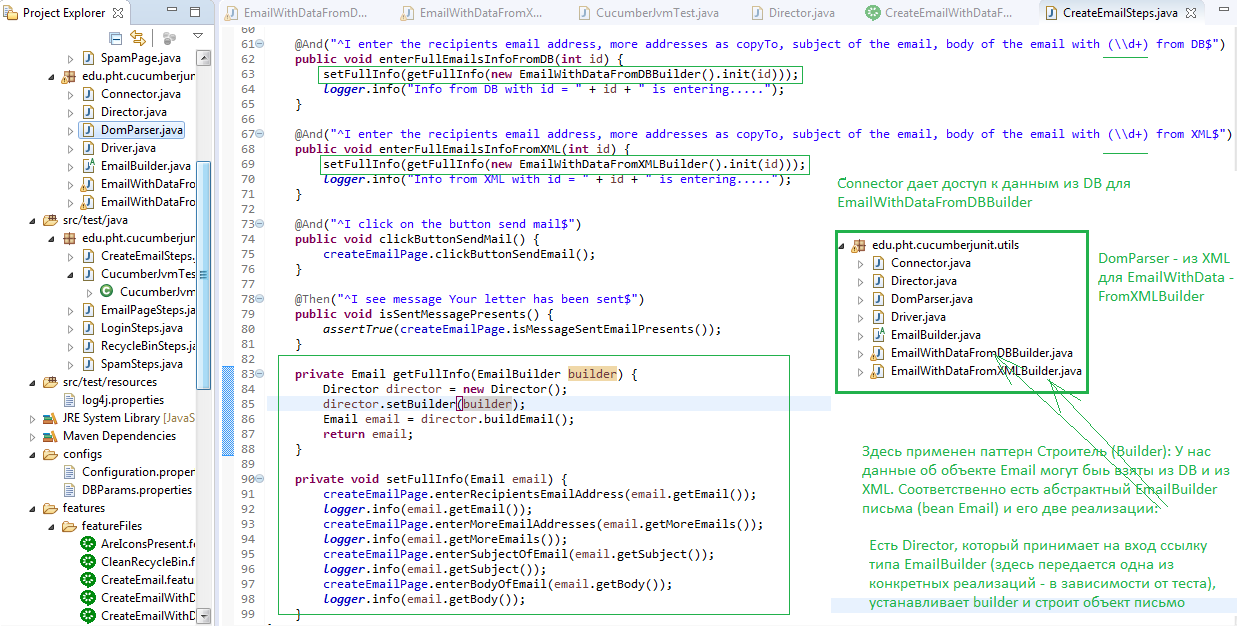 Project Explorer
EmailWithDataFromD...
EmailWithDataFromX...
CucumberJvmTest.java
Director.java
CreateEmailWithDataF...
CreateEmailSteps.java
SpamPage.java
edu.pht.cucumberjun
Connector.java
Director.java
DomParser.java
Driver.java
EmailBuilder.java
EmailWithDataFro
EmailWithDataFro
src/test/java
edu.pht.cucumberjur
CreateEmailSteps.
CucumberJvmTes
CucumberJvm
EmailPageSteps.ja
LoginSteps.java
RecycleBinSteps.ja
SpamSteps.java
src/test/resources
log4j.properties
JRE System Library [JavaS
Maven Dependencies
configs
Configuration.proper
DBParams.properties
features
featureFiles
AreIconsPresent.fe
CleanRecycleBin.f
CreateEmail.featu
CreateEmailWithD
CreateEmailWithD
60
61 @And("^I enter the recipients email address, more addresses as copyTo, subject of the email, body of the email with (\\d+) from DB$")
62 public void enterFullEmailsInfoFromDB(int id) {
63 setFullInfo(getFullInfo(new EmailWithDataFromDBBuilder().init(id)));
64 logger.info("Info from DB with id = " + id + " is entering.....");
65 }
66
67 @And("^I enter the recipients email address, more addresses as copyTo, subject of the email, body of the email with (\\d+) from XML$")
68 public void enterFullEmailsInfoFromXML(int id) {
69 setFullInfo(getFullInfo(new EmailWithDataFromXMLBuilder().init(id)));
70 logger.info("Info from XML with id = " + id + " is entering.....");
71 }
72
73 @And("^I click on the button send mail$")
74 public void clickButtonSendMail() {
75 createEmailPage.clickButtonSendEmail();
76 }
77
78 @Then("^I see message Your letter has been sent$")
79 public void isSentMessagePresents() {
80 assertTrue(createEmailPage.isMessageSentEmailPresents());
81 }
82
83 private Email getFullInfo(EmailBuilder builder) {
84 Director director = new Director();
85 director.setBuilder(builder);
86 Email email = director.buildEmail();
87 return email;
88 }
89
90 private void setFullInfo(Email email) {
91 createEmailPage.enterRecipientsEmailAddress(email.getEmail());
92 logger.info(email.getEmail());
93 createEmailPage.enterMoreEmailAddresses(email.getMoreEmails());
94 logger.info(email.getMoreEmails());
95 createEmailPage.enterSubjectOfEmail(email.getSubject());
96 logger.info(email.getSubject());
97 createEmailPage.enterBodyOfEmail(email.getBody());
98 logger.info(email.getBody());
99 }
Connector дает доступ к данным из DB для
EmailWithDataFromDBBuilder
edu.pht.cucumberjunit.utils
Connector.java
Director.java
DomParser.java
Driver.java
EmailBuilder.java
EmailWithDataFromDBBuilder.java
EmailWithDataFromXMLBuilder.java
DomParser - из XML
для EmailWithData -
FromXMLBuilder
Здесь применен паттерн Строитель (Builder): У нас
данные об объекте Email могут быь взяты из DB и из
XML. Соответственно есть абстрактный EmailBuilder
письма (bean Email) и его две реализации:
Есть Director, который принимает на вход ссылку
типа EmailBuilder (здесь передается одна из
конкретных реализаций - в зависимости от теста),
устанавливает builder и строит объект письмо